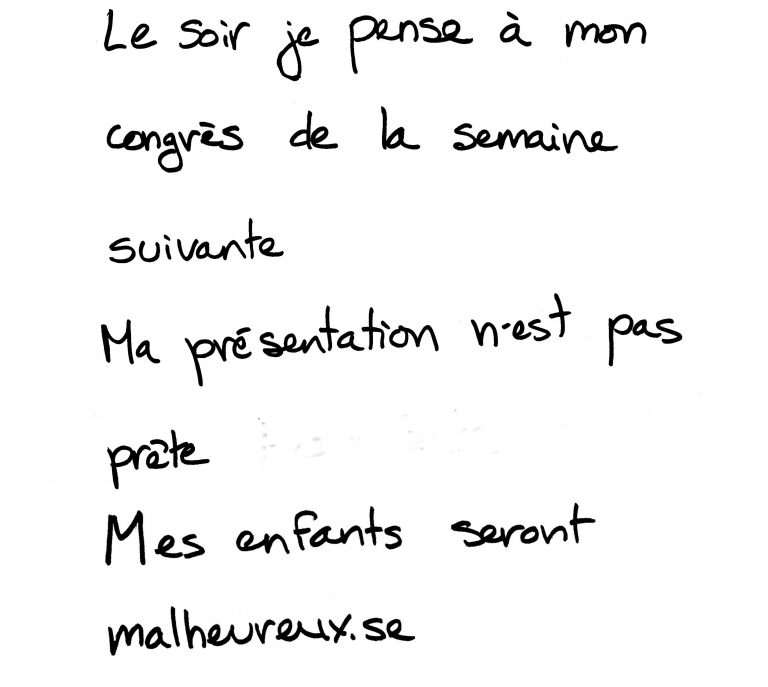 Le soir je pense à mon
congrès de la semaine
suivante
Ma présentation n'est pas
prête
Mes enfants seront
malheureux.se